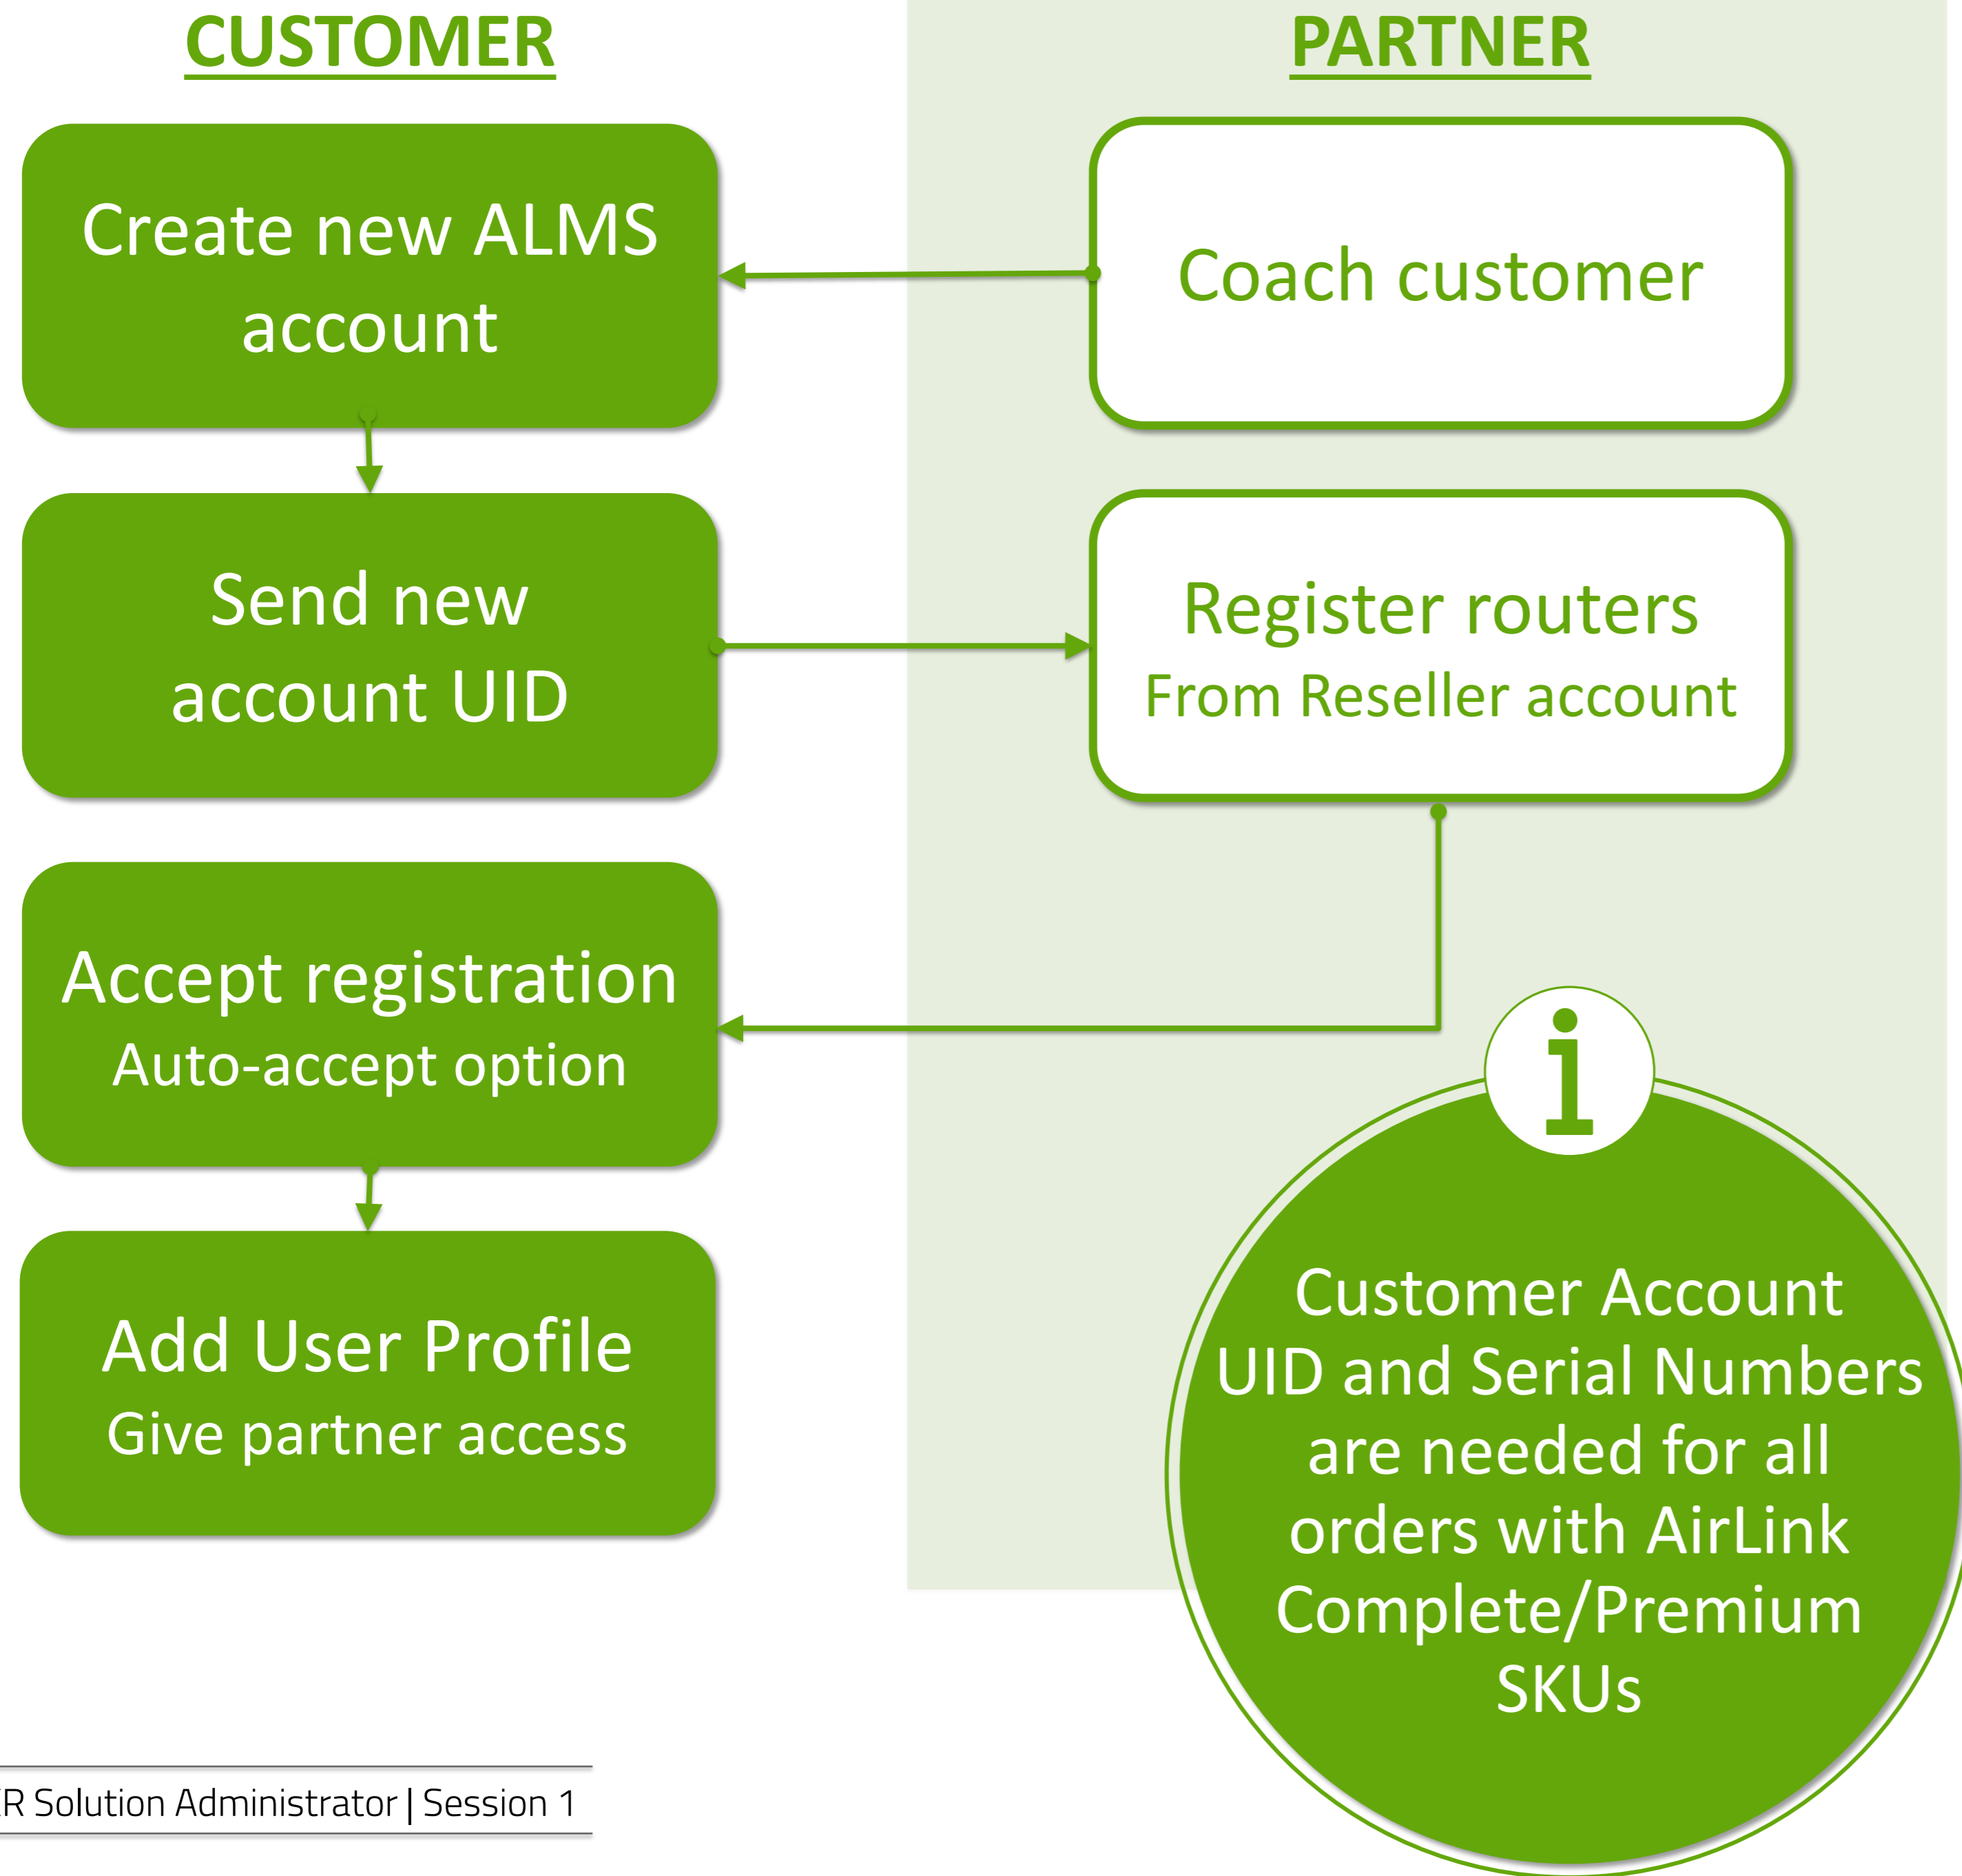 CUSTOMER
PARTNER
Create new ALMS
account
Coach customer
Send new
account UID
Register routers
From Reseller account
Accept registration
Auto-accept option
Add User Profile
Give partner access
i
Customer Account
UID and Serial Numbers
are needed for all
orders with AirLink
Complete/Premium
SKUs
R Solution Administrator | Session 1